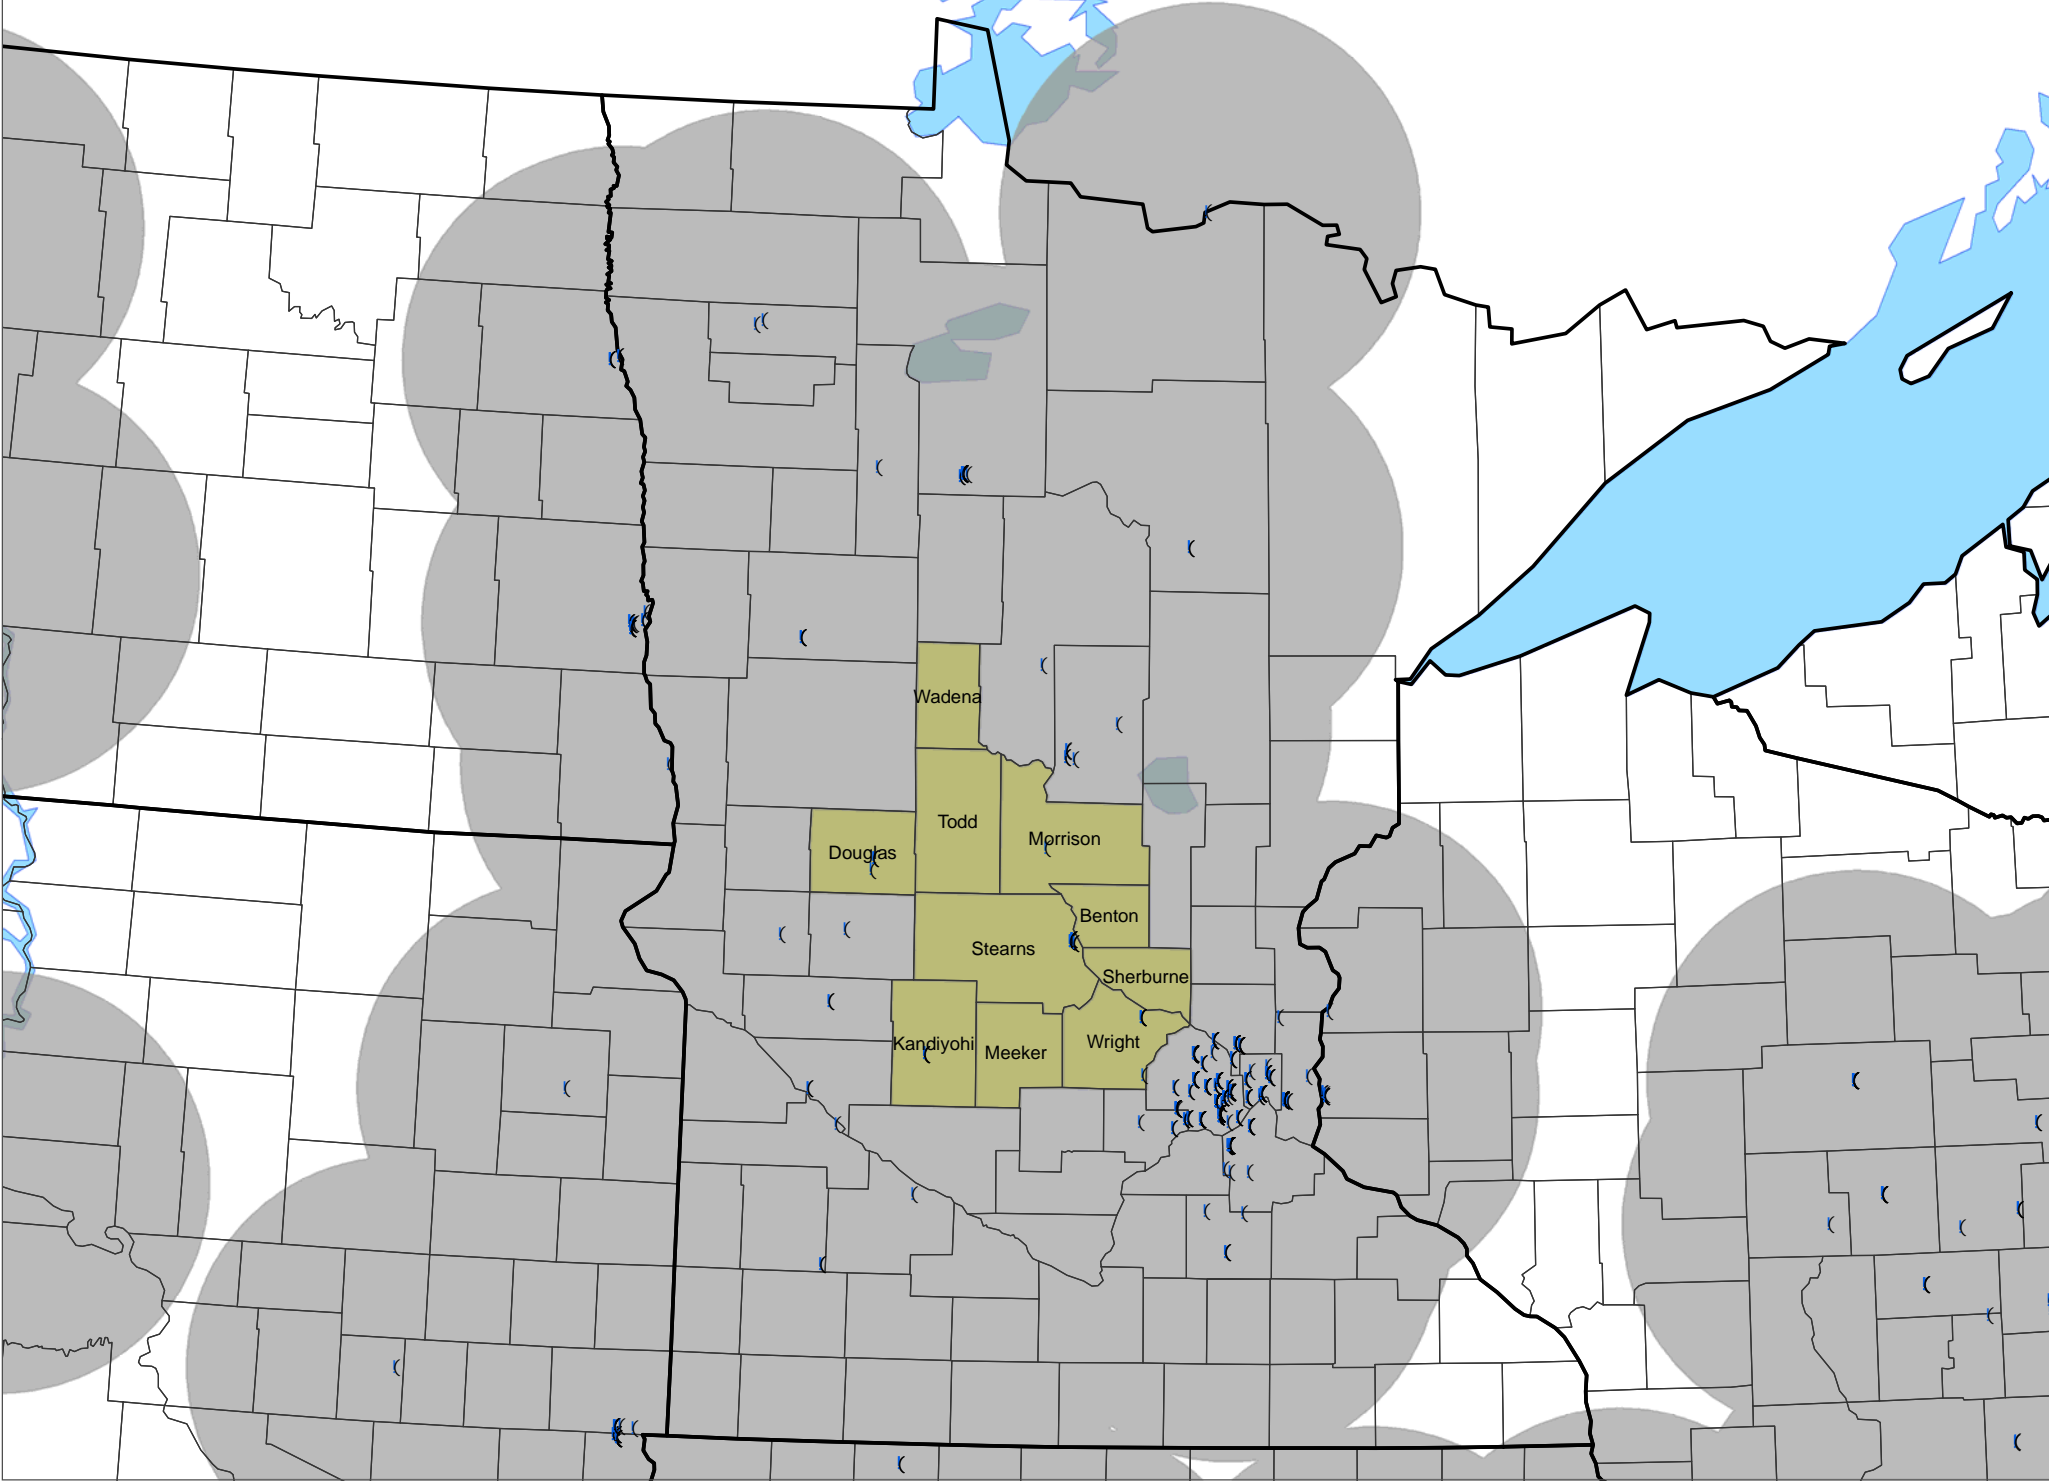 Wadena
Todd
Morrison
Douglas
Benton
Stearns
Sherburne
Kandiyohi
Meeker
Wright